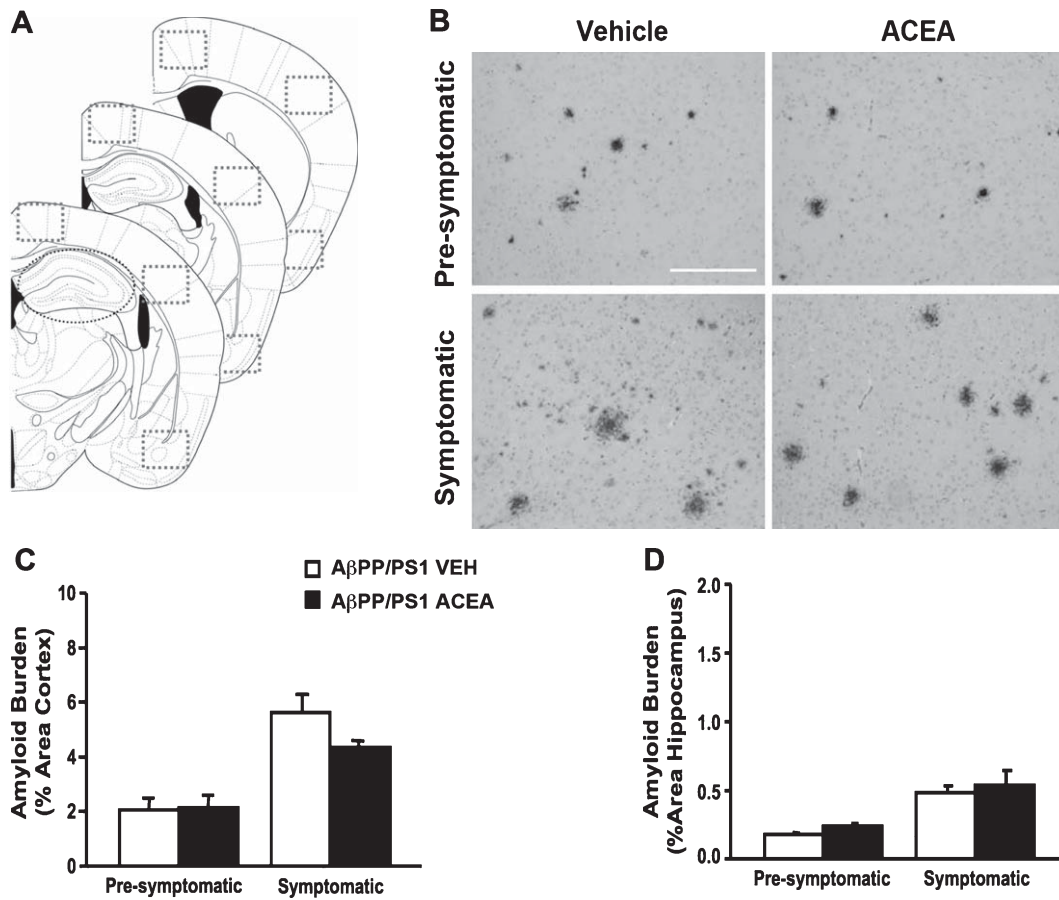 A
B
Vehicle
ACEA
Pre-symptomatic
Symptomatic
C
AβPP/PS1 VEH
AβPP/PS1 ACEA
Amyloid Burden
(% Area Cortex)
10
8
6
4
2
0
Pre-symptomatic
Symptomatic
D
Amyloid Burden
(%Area Hippocampus)
2.0
1.5
1.0
0.5
0.0
Pre-symptomatic
Symptomatic